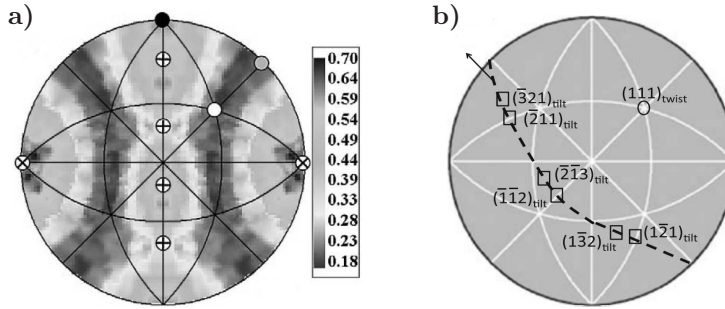 a)
0.70
0.64
0.59
0.54
0.49
0.44
0.39
0.33
0.28
0.23
0.18
b)
(3̅21)tilt
(2̅11)tilt
(111)twist
(2̅1̅3)tilt
(1̅1̅2)tilt
(13̅2)tilt
(12̅1)tilt